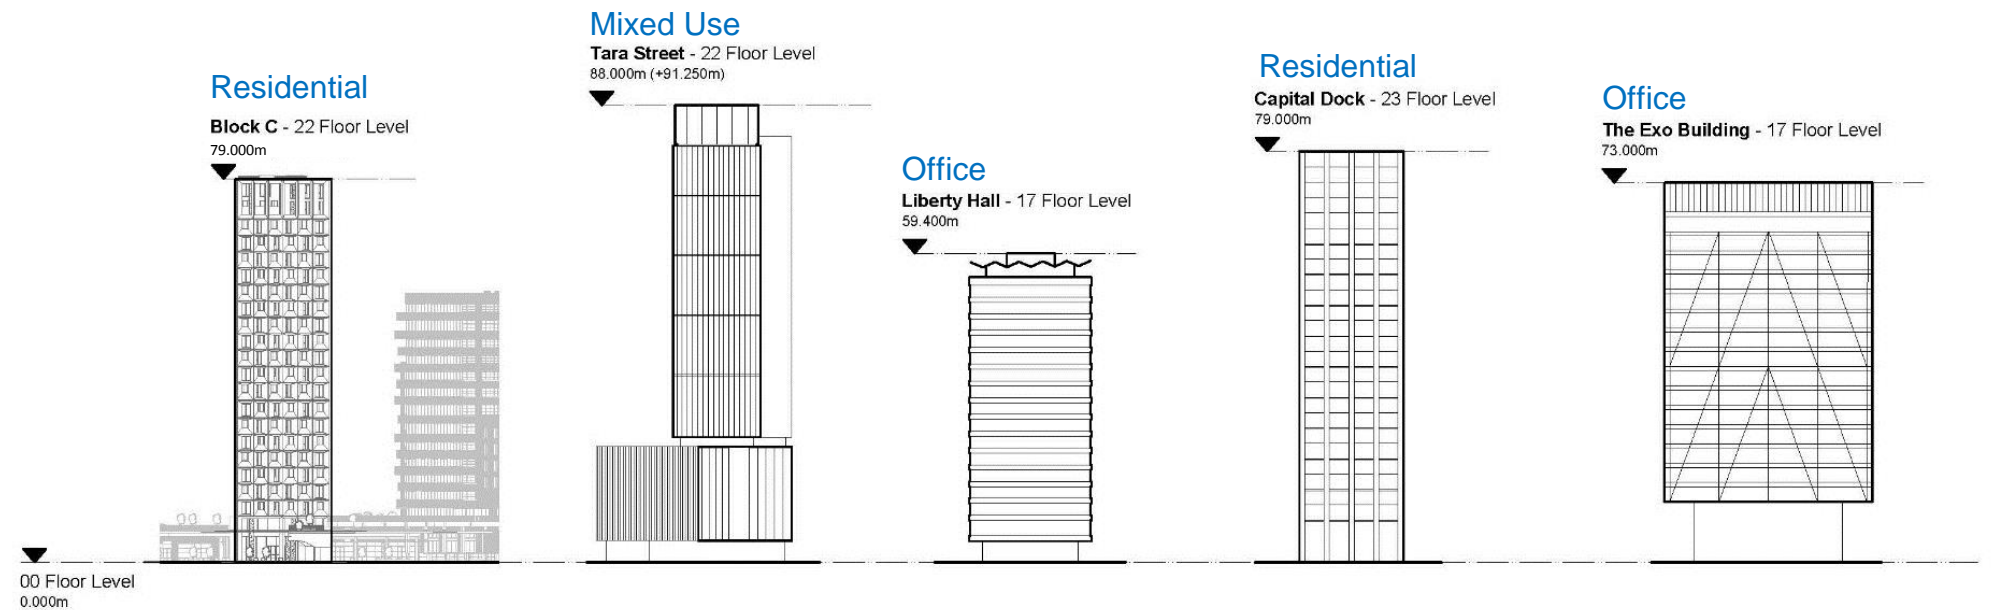 Residential
Block C - 22 Floor Level
79.000m
Mixed Use
Tara Street - 22 Floor Level
88.000m (+91.250m)
Office
Liberty Hall - 17 Floor Level
59.400m
Residential
Capital Dock - 23 Floor Level
79.000m
Office
The Exo Building - 17 Floor Level
73.000m
00 Floor Level
0.000m